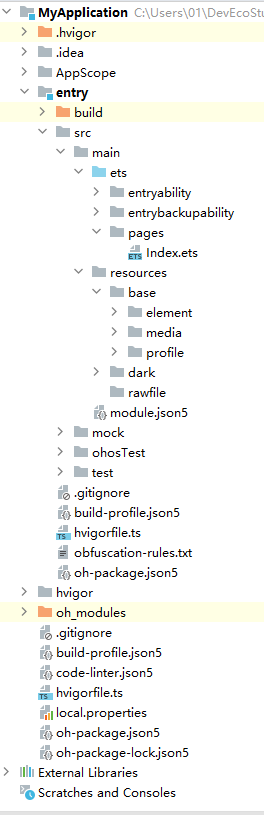 MyApplication C:\Users\01\DevEcoStu
.hvigor
.idea
AppScope
entry
build
src
main
ets
entryability
entrybackupability
pages
Index.ets
resources
base
element
media
profile
dark
rawfile
module.json5
mock
ohosTest
test
.gitignore
build-profile.json5
hvigorfile.ts
obfuscation-rules.txt
oh-package.json5
hvigor
oh_modules
.gitignore
build-profile.json5
code-linter.json5
hvigorfile.ts
local.properties
oh-package.json5
oh-package-lock.json5
External Libraries
Scratches and Consoles